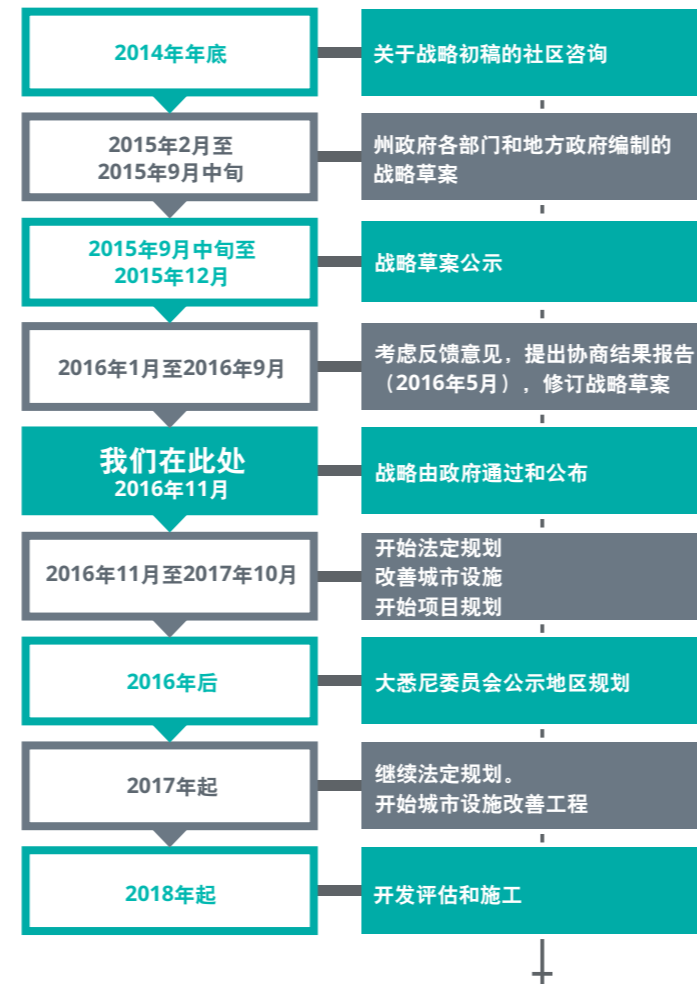 2014年年底
关于战略初稿的社区咨询
2015年2月至
2015年9月中旬
州政府各部门和地方政府编制的
战略草案
2015年9月中旬至
2015年12月
战略草案公示
2016年1月至2016年9月
考虑反馈意见，提出协商结果报告
（2016年5月），修订战略草案
我们在此处
2016年11月
战略由政府通过和公布
2016年11月至2017年10月
开始法定规划
改善城市设施
开始项目规划
2016年后
大悉尼委员会公示地区规划
2017年起
继续法定规划。
开始城市设施改善工程
2018年起
开发评估和施工